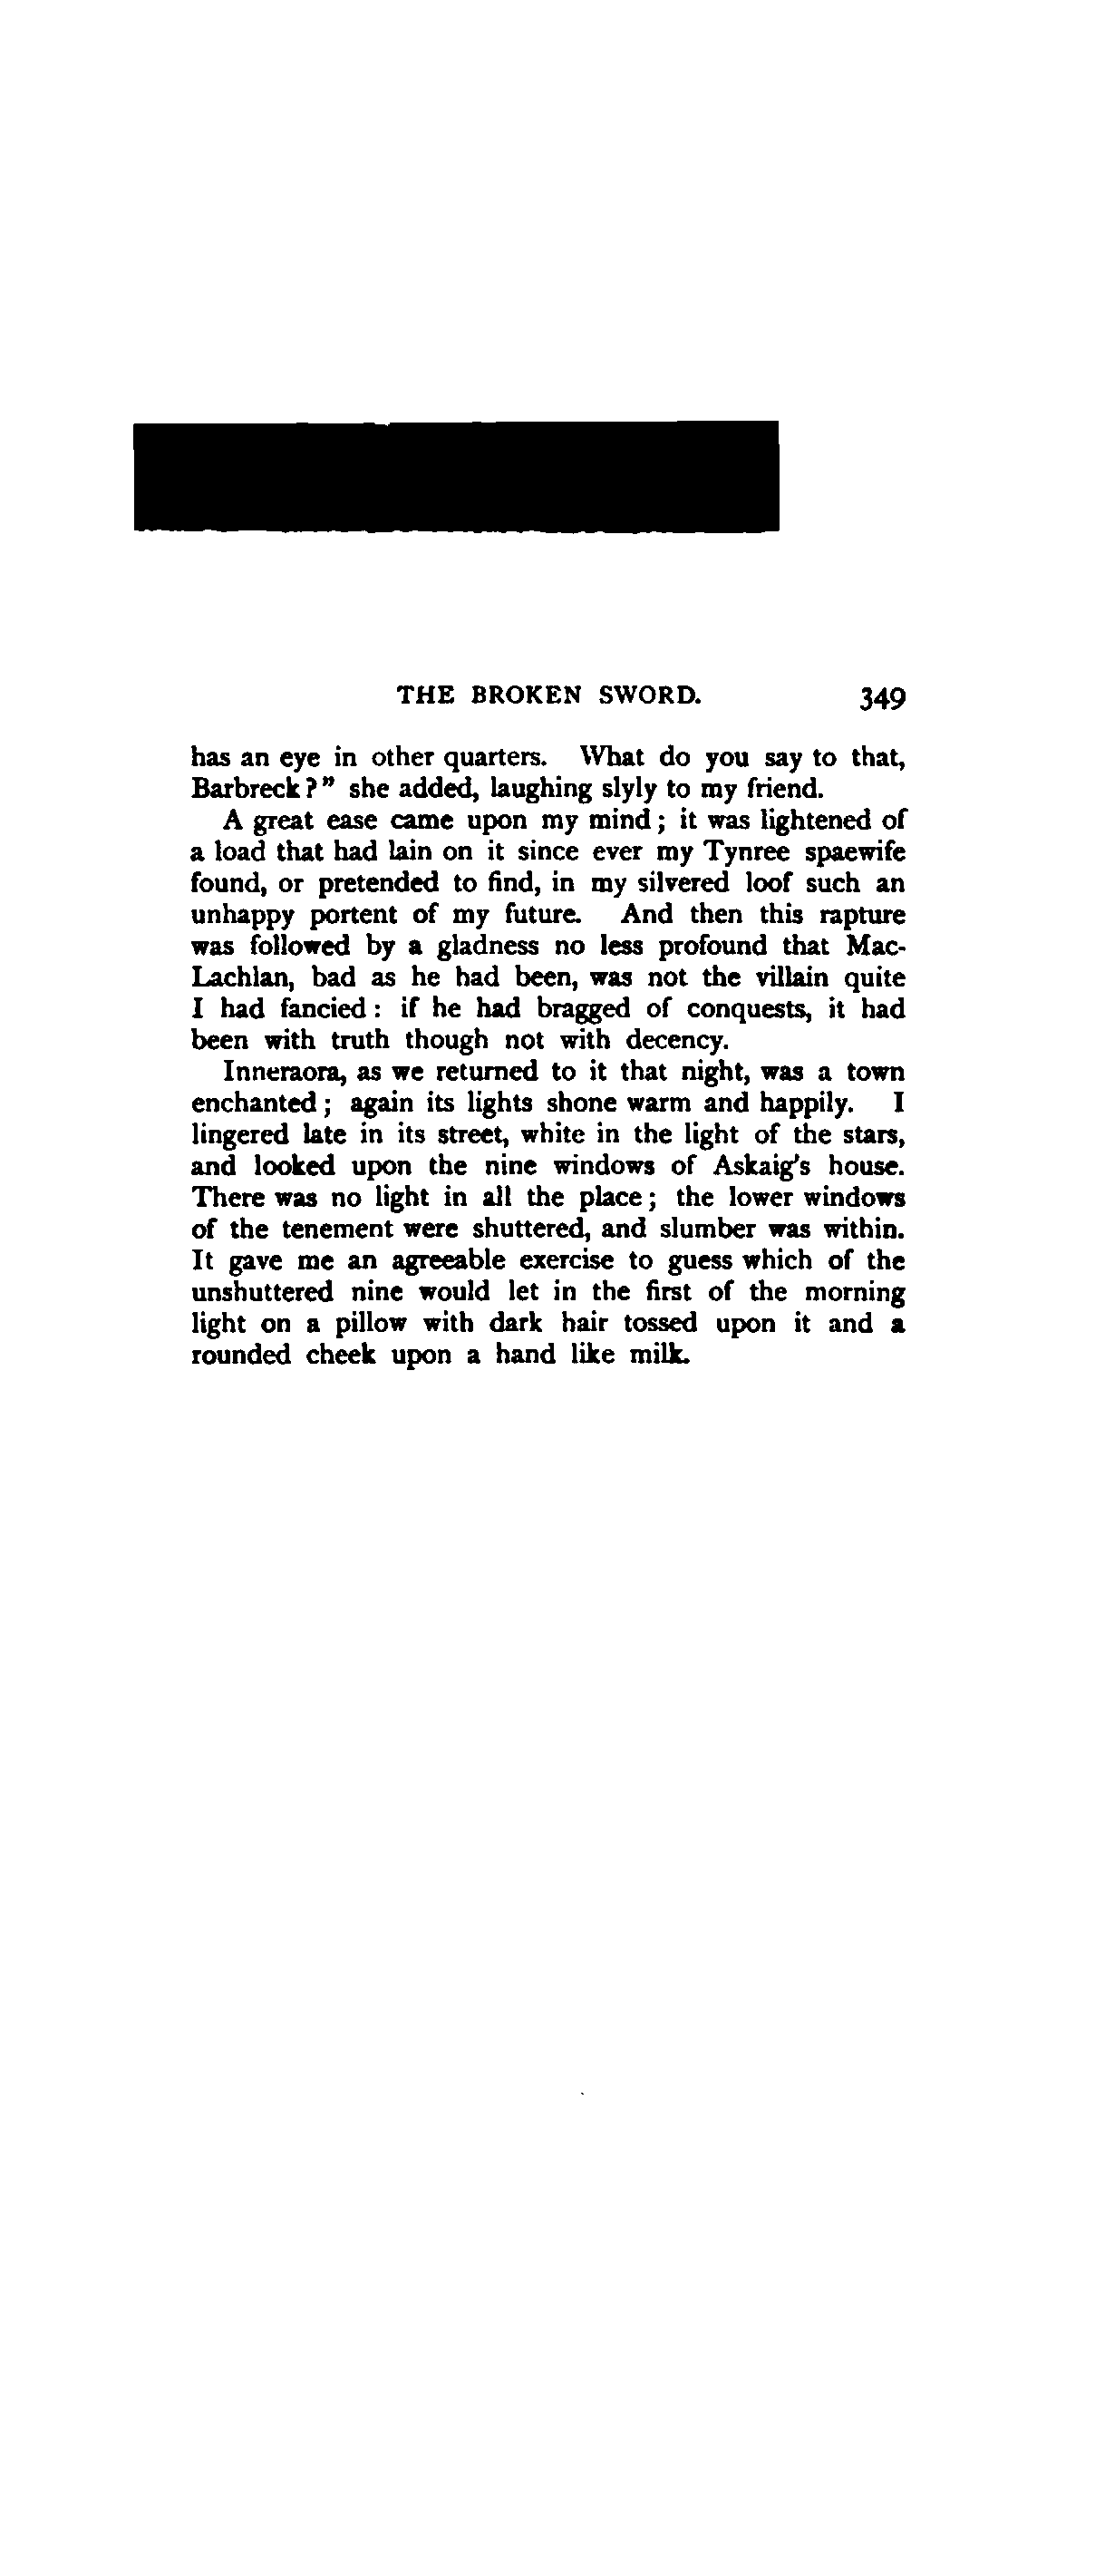 THE BROKEN SWORD. 349
has an eye in other quarters. What do you say to that,
Barbreck?" she added, laughing slyly to my friend.
A great ease came upon my mind; it was lightened of
a load that had lain on it since ever my Tynree spaewife
found, or pretended to find, in my silvered loof such an
unhappy portent of my future. And then this rapture
was followed by a gladness no less profound that Mac-
Lachlan, bad as he had been, was not the villain quite
I had fancied: if he had bragged of conquests, it had
been with truth though not with decency.
Inneraora, as we returned to it that night, was a town
enchanted; again its lights shone warm and happily. I
lingered late in its street, white in the light of the stars,
and looked upon the nine windows of Askaig's house.
There was no light in all the place; the lower windows
of the tenement were shuttered, and slumber was within.
It gave me an agreeable exercise to guess which of the
unshuttered nine would let in the first of the morning
light on a pillow with dark hair tossed upon it and a
rounded cheek upon a hand like milk.